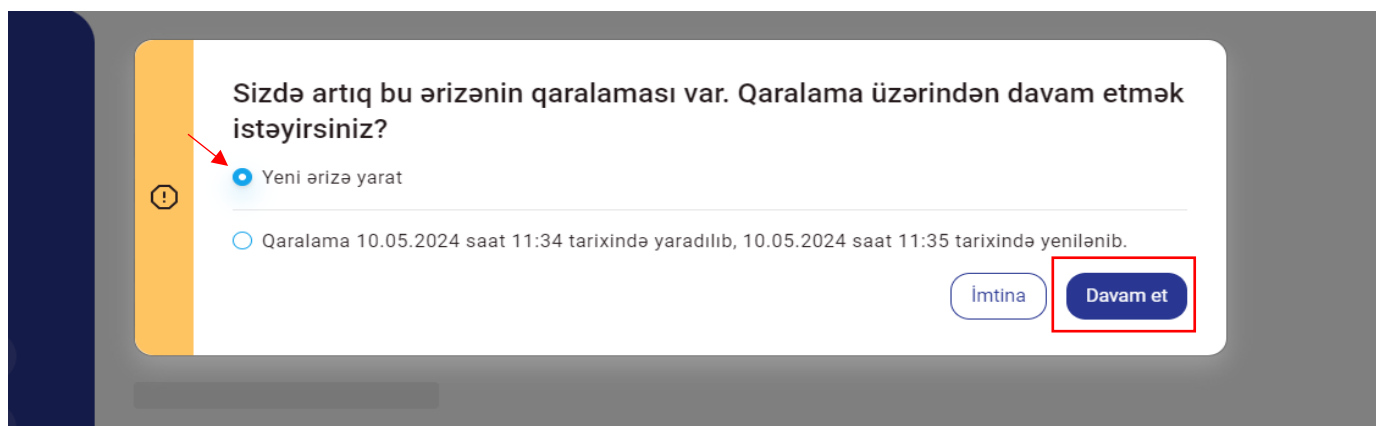 Sizdə artıq bu ərizənin qaralaması var. Qaralama üzərindən davam etmək
istəyirsiniz?
Yeni ərizə yarat
Qaralama 10.05.2024 saat 11:34 tarixində yaradılıb, 10.05.2024 saat 11:35 tarixində yenilənib.
İmtina
Davam et